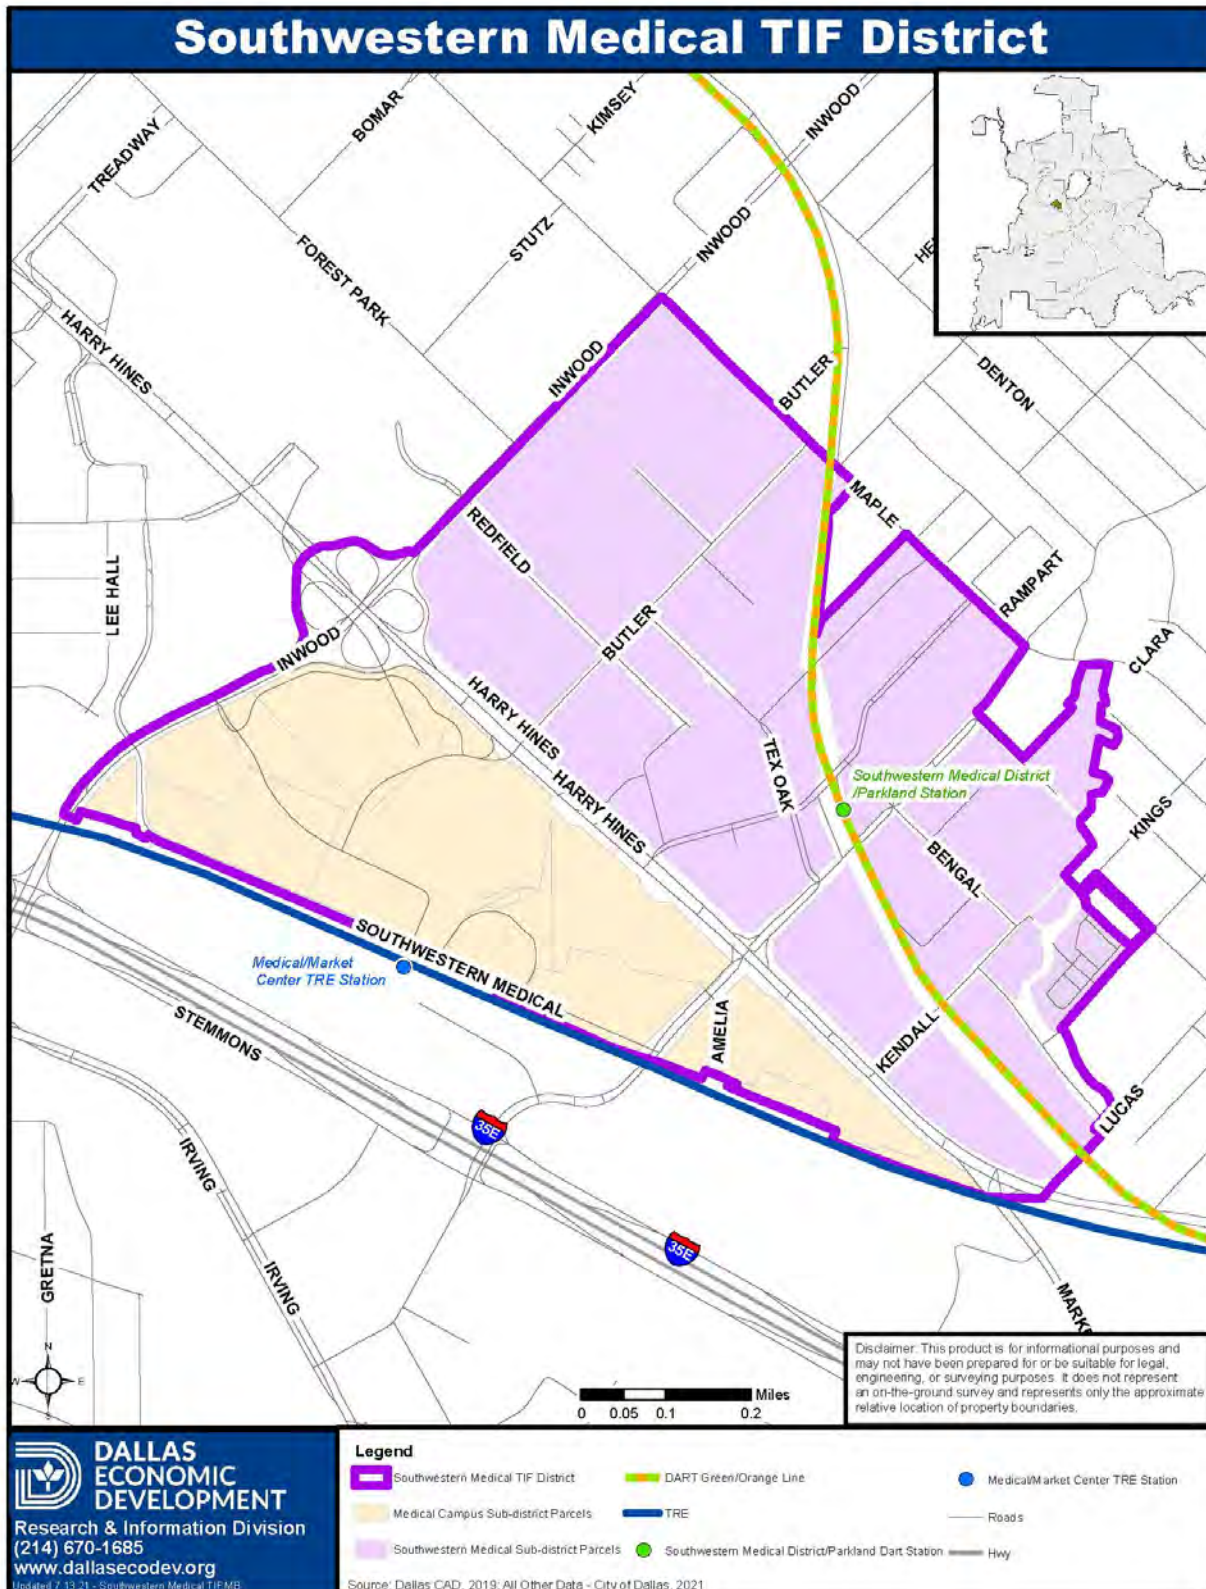 Southwestern Medical TIF District
TREADWAY
BOMAR
KIMSEY
INWOOD
STUTZ
INWOOD
FOREST PARK
HARRY HINES
INWOOD
BUTLER
DENTON
MAPLE
REDFIELD
LEE HALL
RAMPART
BUTLER
CLARA
INWOOD
HARRY HINES
HARRY HINES
TEX OAK
Southwestern Medical District
/Parkland Station
KINGS
BENGAL
SOUTHWESTERN MEDICAL
Medical/Market
Center TRE Station
STEMMONS
AMELIA
KENDALL
LUCAS
35E
IRVING
35E
GRETNA
IRVING
N
W
E
S
Miles
0 0.05 0.1 0.2
Disclaimer: This product is for informational purposes and
may not have been prepared for or be suitable for legal,
engineering, or surveying purposes. It does not represent
an on-the-ground survey and represents only the approximate
relative location of property boundaries.
DALLAS
ECONOMIC
DEVELOPMENT
Research & Information Division
(214) 670-1685
www.dallasecodev.org
Updated 7.13.21 - Southwestern Medical TIF.MB
Legend
Southwestern Medical TIF District
Medical Campus Sub-district Parcels
Southwestern Medical Sub-district Parcels
DART Green/Orange Line
TRE
Southwestern Medical District/Parkland Dart Station
Medical/Market Center TRE Station
Roads
Hwy
Source: Dallas CAD, 2019; All Other Data - City of Dallas, 2021